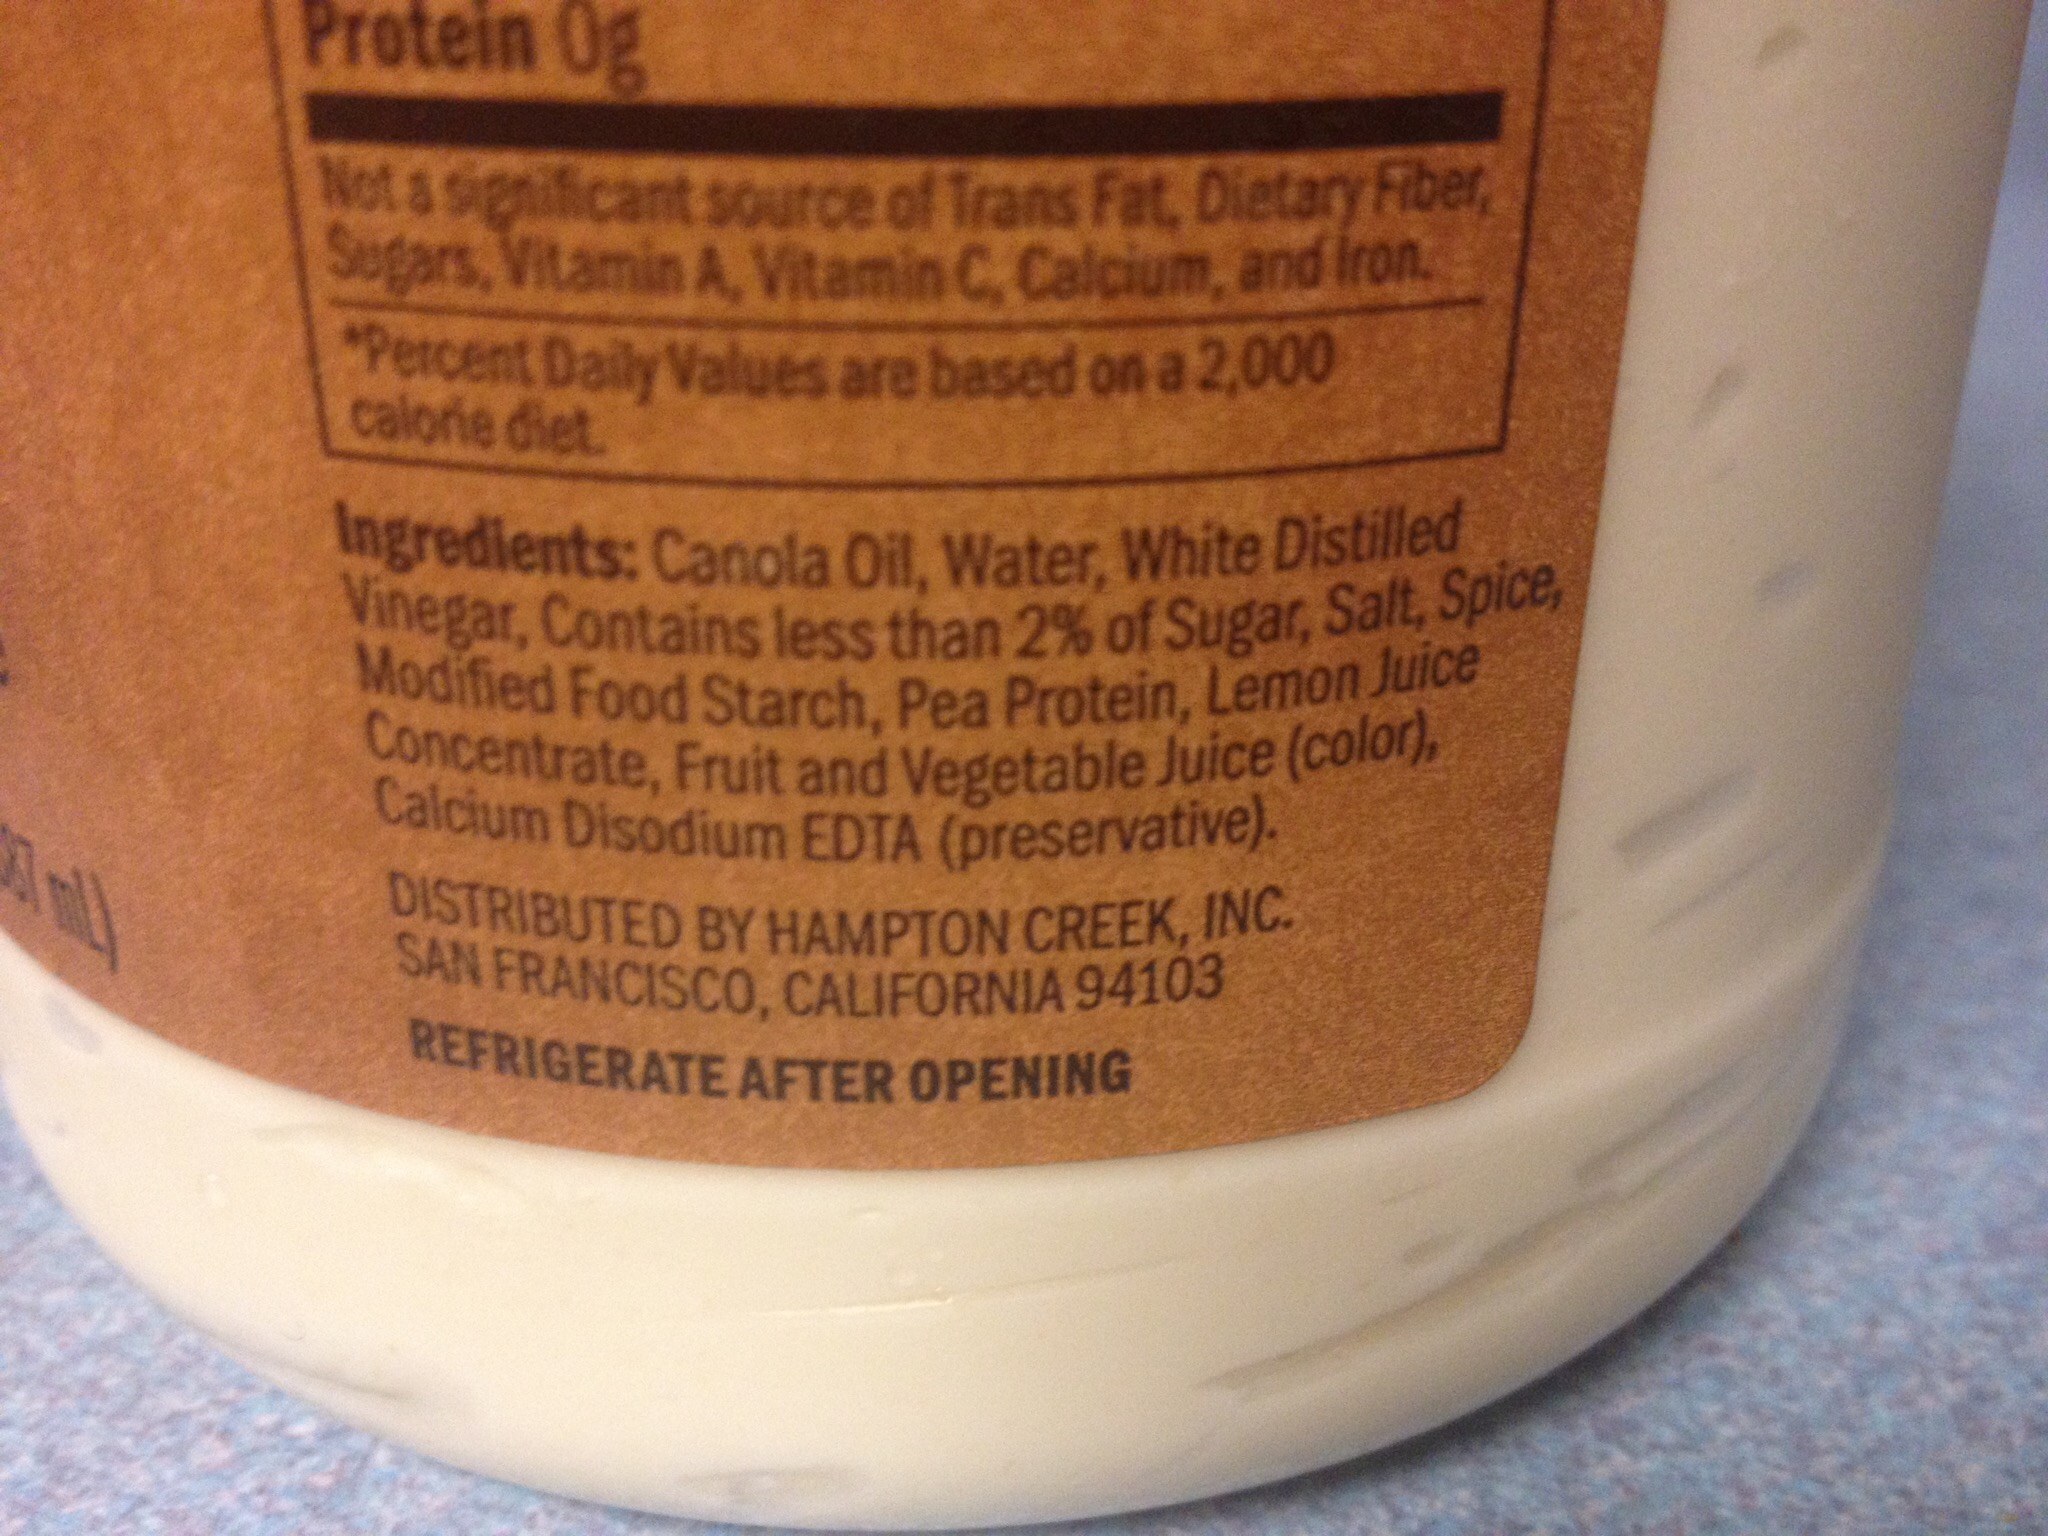 Protein 0g
Not a significant source of Trans Fat, Dietary Fiber,
Sugars, Vitamin A, Vitamin C, Calcium, and Iron.
*Percent Daily Values are based on a 2,000
calorie diet.
Ingredients: Canola Oil, Water, White Distilled
Vinegar, Contains less than 2% of Sugar, Salt, Spice,
Modified Food Starch, Pea Protein, Lemon Juice
Concentrate, Fruit and Vegetable Juice (color),
Calcium Disodium EDTA (preservative).
mL)
DISTRIBUTED BY HAMPTON CREEK, INC.
SAN FRANCISCO, CALIFORNIA 94103
REFRIGERATE AFTER OPENING